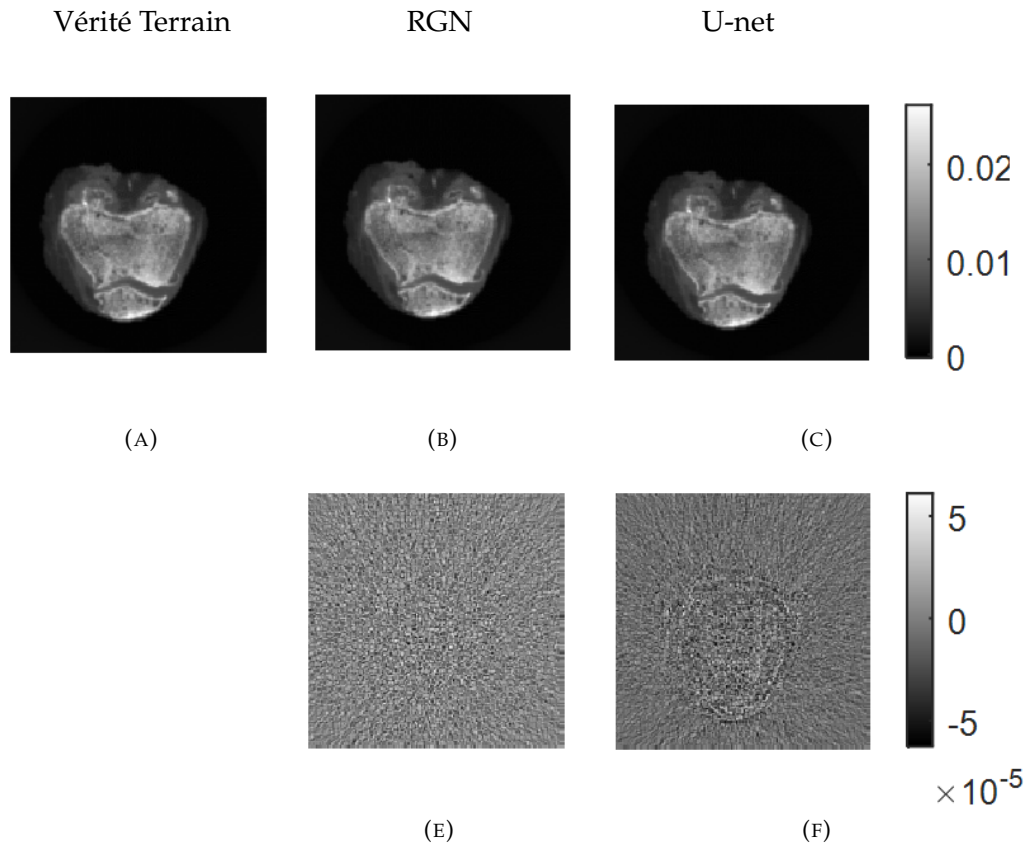 Vérité Terrain
RGN
U-net
0.02
0.01
0
(A)
(B)
(C)
5
0
-5
× 10-5
(E)
(F)